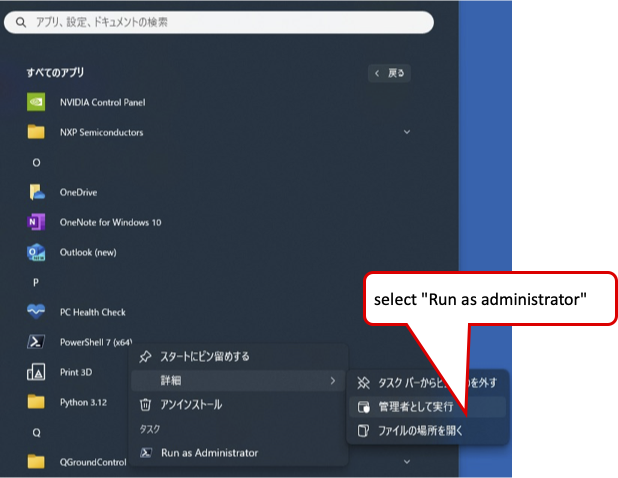 アプリ、設定、ドキュメントの検索
すべてのアプリ
戻る
NVIDIA Control Panel
NXP Semiconductors
O
OneDrive
OneNote for Windows 10
Outlook (new)
P
PC Health Check
PowerShell 7 (x64)
Print 3D
Python 3.12
Q
QGroundControl
スタートにピン留めする
詳細
アンインストール
タスク
Run as Administrator
タスク バーからピ
を外す
管理者として実行
ファイルの場所を開く
select "Run as administrator"